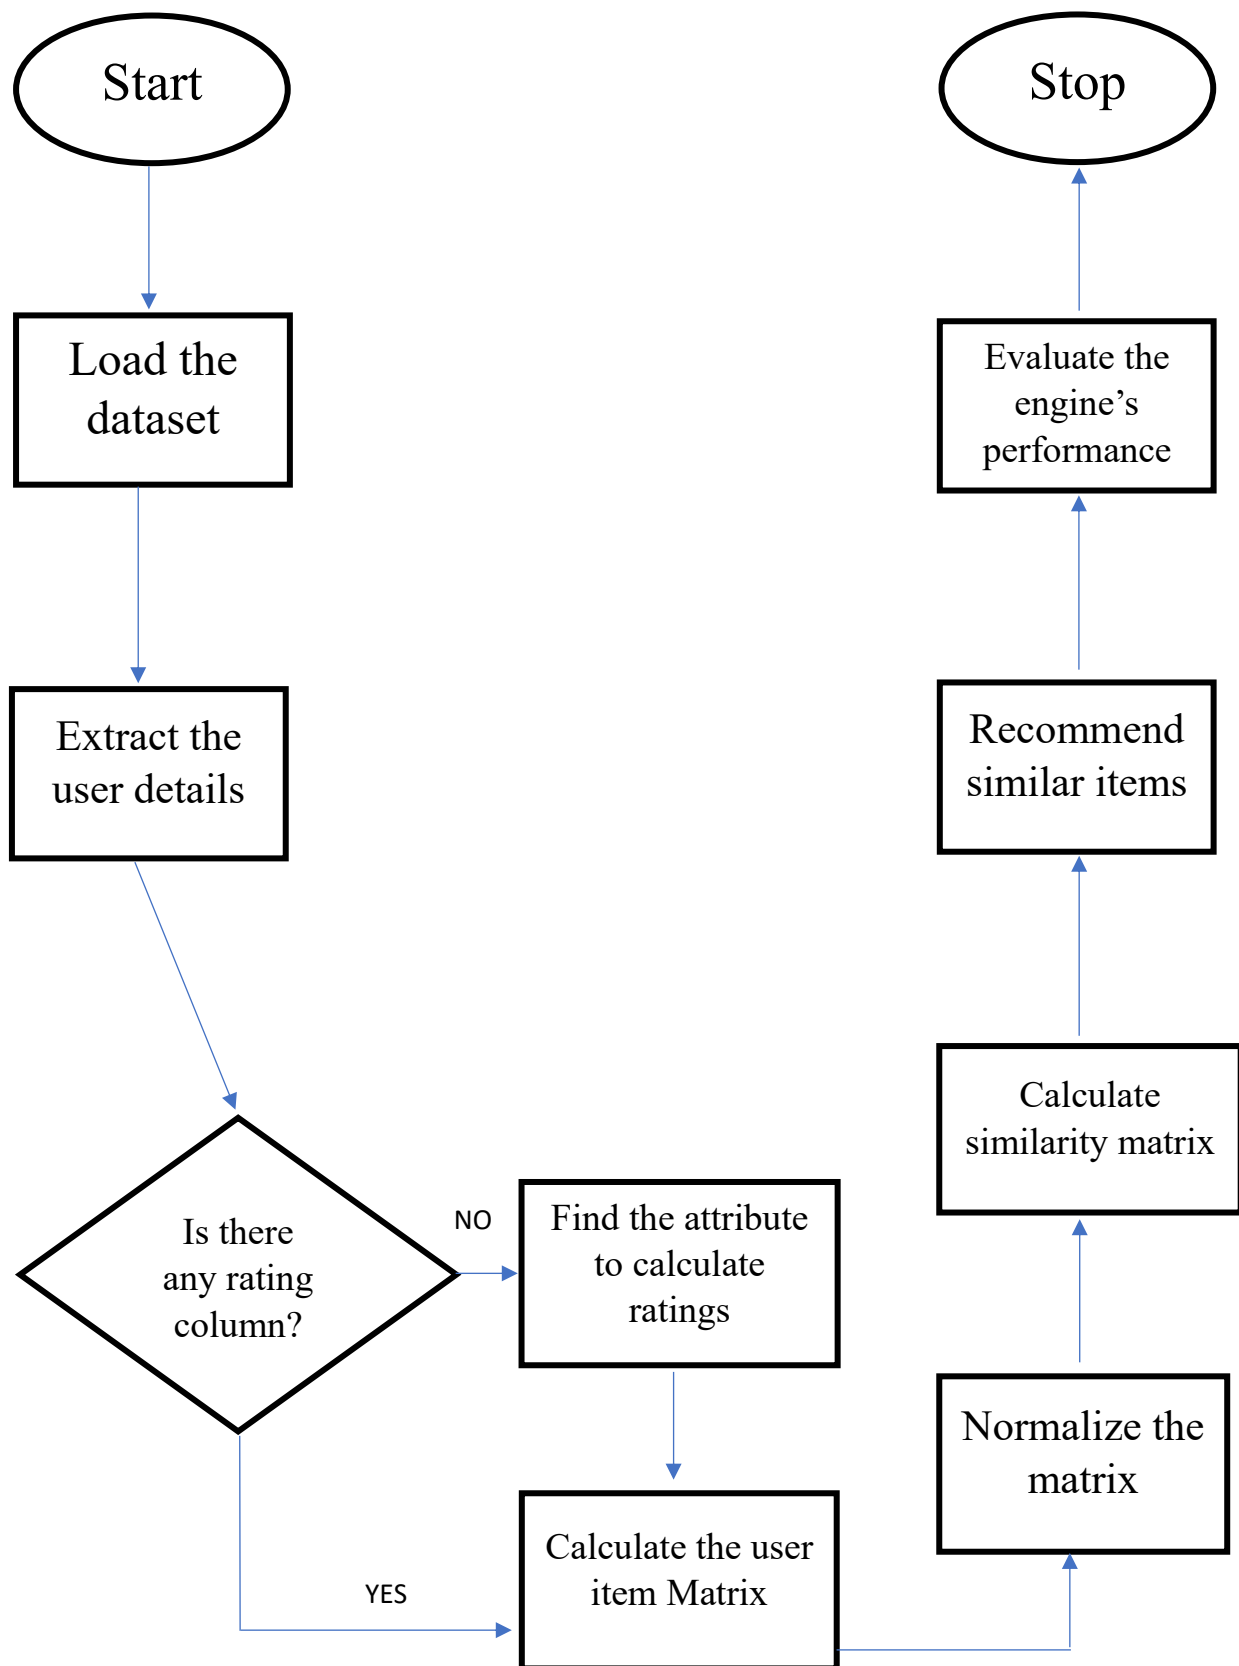 Start
Load the
dataset
Extract the
user details
Is there
any rating
column?
NO
Find the attribute
to calculate
ratings
YES
Calculate the user
item Matrix
Normalize the
matrix
Calculate
similarity matrix
Recommend
similar items
Evaluate the
engine’s
performance
Stop